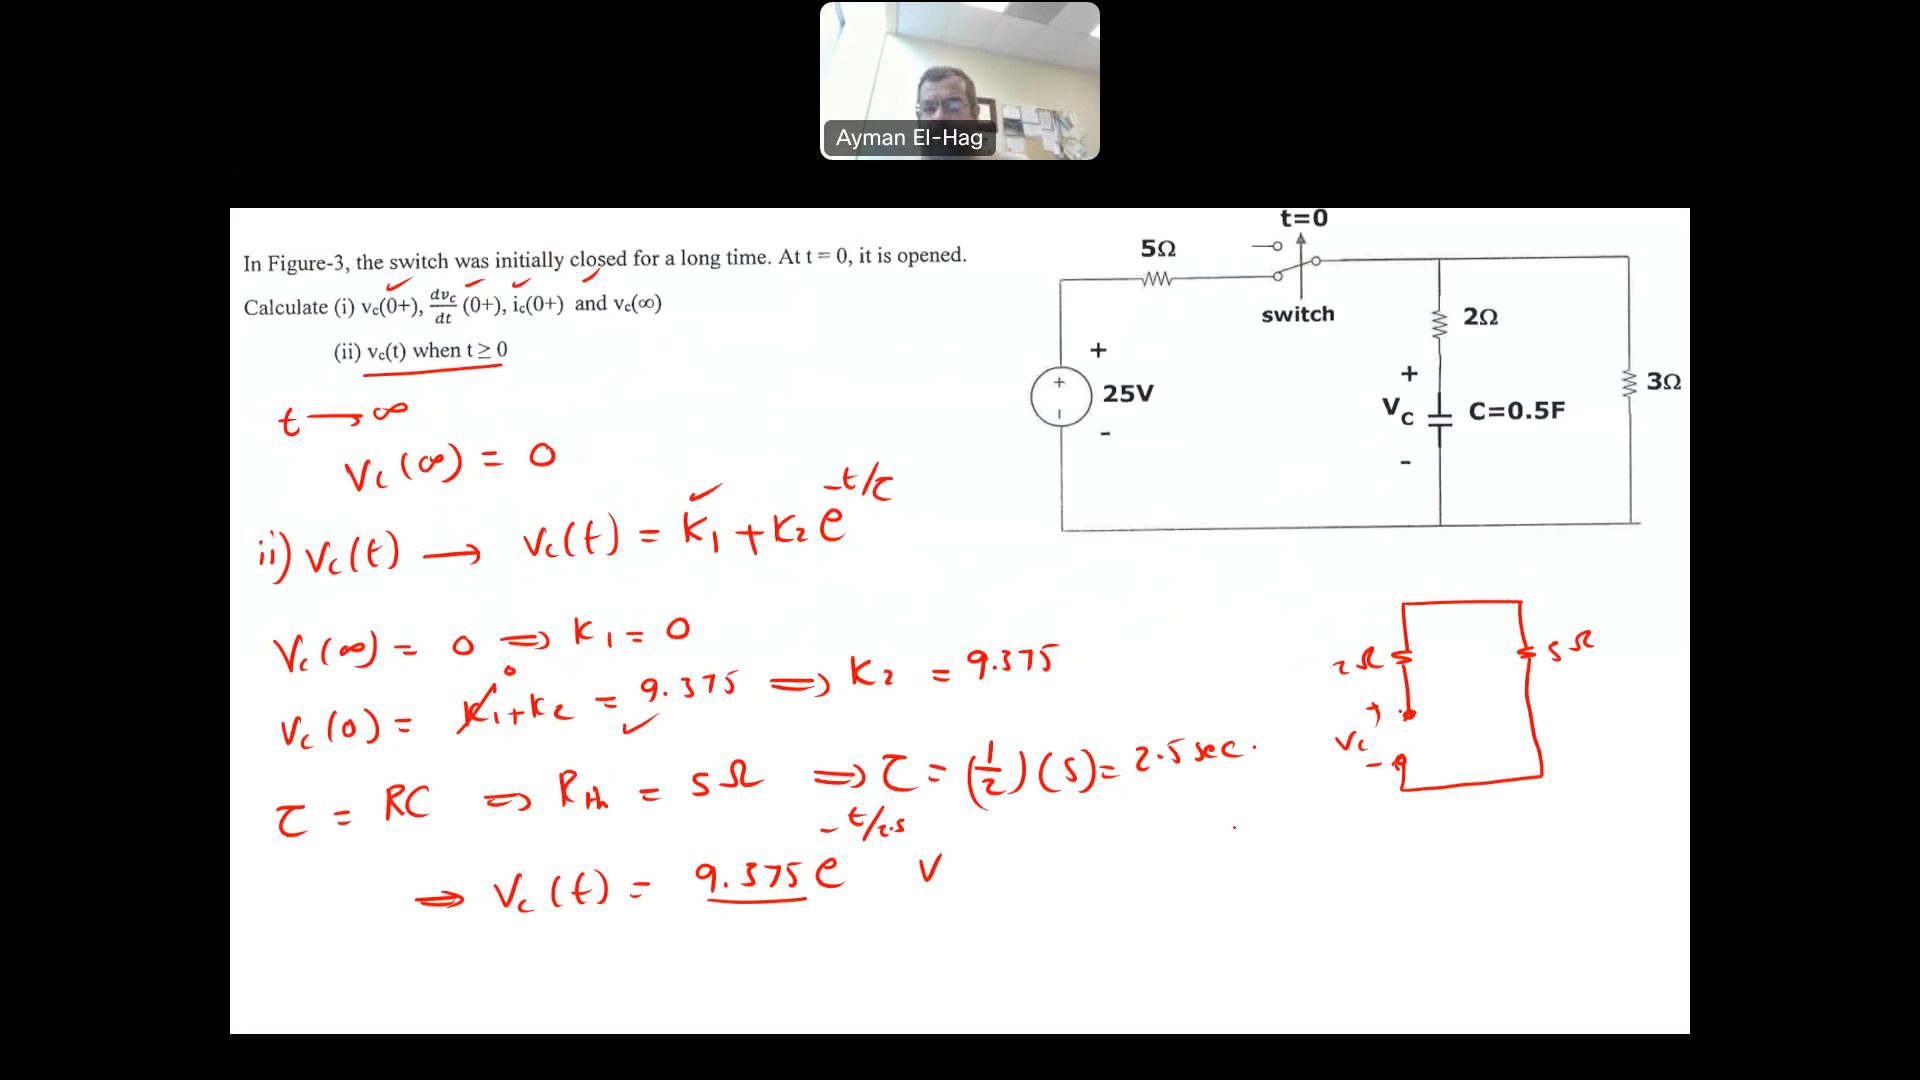 Ayman El-Hag
In Figure-3, the switch was initially closed for a long time. At t = 0, it is opened.
Calculate (i) vc(0+), dvc/dt (0+), ic(0+) and vc(∞)
(ii) vc(t) when t ≥ 0
t=0
5Ω
switch
2Ω
+
+
25V
-
+
Vc
-
C=0.5F
3Ω
t → ∞
Vc(∞) = 0
ii) Vc(t) → Vc(t) = K1 + K2 e^-t/τ
Vc(∞) = 0 ⇒ K1 = 0
Vc(0) = K1+K2 = 9.375 ⇒ K2 = 9.375
0
τ = RC ⇒ Rth = 5Ω ⇒ τ = (1/2)(5) = 2.5 sec.
⇒ Vc(t) = 9.375 e^-t/2.5 V
2Ω
5Ω
+
Vc
-